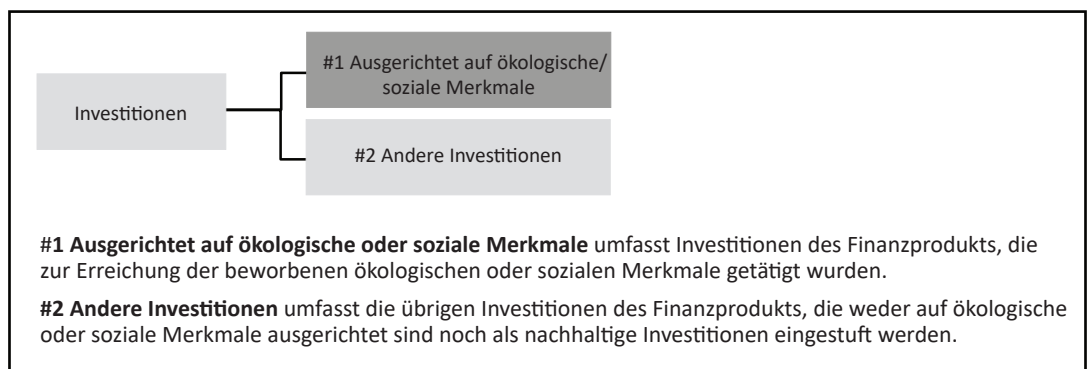 #1 Ausgerichtet auf ökologische/
soziale Merkmale
Investitionen
#2 Andere Investitionen
#1 Ausgerichtet auf ökologische oder soziale Merkmale umfasst Investitionen des Finanzprodukts, die
zur Erreichung der beworbenen ökologischen oder sozialen Merkmale getätigt wurden.
#2 Andere Investitionen umfasst die übrigen Investitionen des Finanzprodukts, die weder auf ökologische
oder soziale Merkmale ausgerichtet sind noch als nachhaltige Investitionen eingestuft werden.